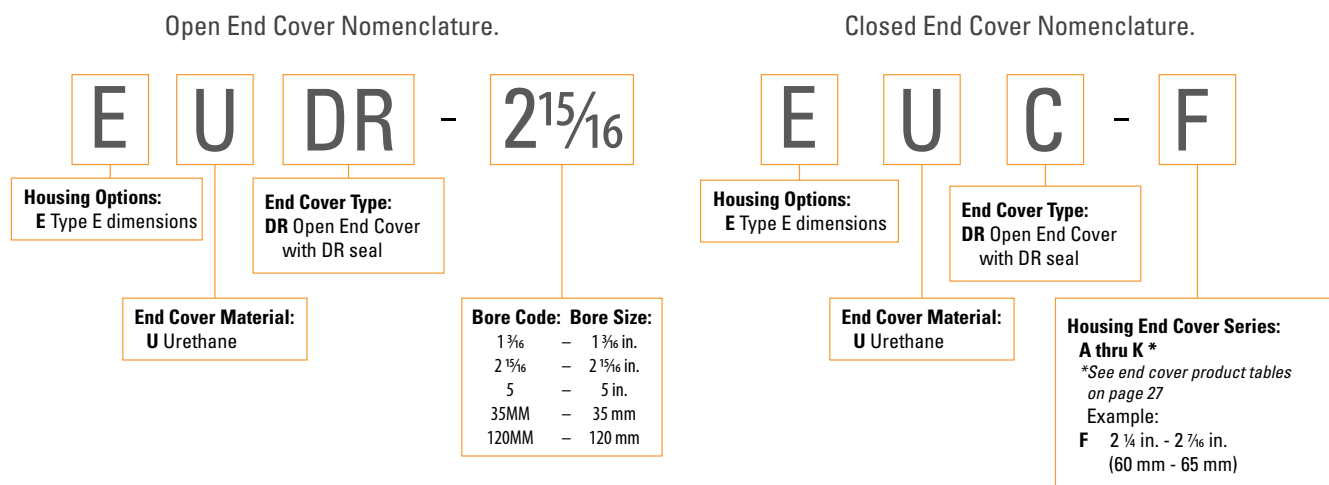 Open End Cover Nomenclature.
E U DR - 2 15/16
Housing Options:
E Type E dimensions
End Cover Type:
DR Open End Cover
with DR seal
End Cover Material:
U Urethane
Bore Code: Bore Size:
1 3/16 – 1 3/16 in.
2 15/16 – 2 15/16 in.
5 – 5 in.
35MM – 35 mm
120MM – 120 mm
Closed End Cover Nomenclature.
E U C - F
Housing Options:
E Type E dimensions
End Cover Type:
DR Open End Cover
with DR seal
End Cover Material:
U Urethane
Housing End Cover Series:
A thru K *
*See end cover product tables
on page 27
Example:
F 2 ¼ in. - 2 7/16 in.
(60 mm - 65 mm)